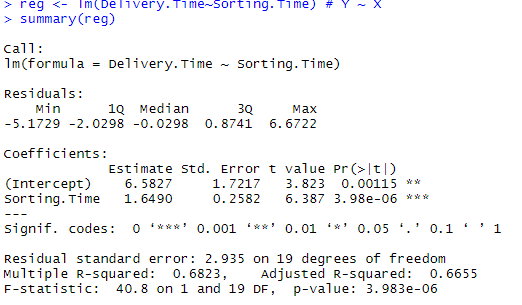 > reg <- lm(Delivery.Time~Sorting.Time) # Y ~ X
> summary(reg)
Call:
lm(formula = Delivery.Time ~ Sorting.Time)
Residuals:
    Min      1Q  Median      3Q     Max
-5.1729 -2.0298 -0.0298  0.8741  6.6722
Coefficients:
             Estimate Std. Error t value Pr(>|t|)
(Intercept)    6.5827     1.7217   3.823  0.00115 **
Sorting.Time   1.6490     0.2582   6.387 3.98e-06 ***
---
Signif. codes:  0 ‘***’ 0.001 ‘**’ 0.01 ‘*’ 0.05 ‘.’ 0.1 ‘ ’ 1
Residual standard error: 2.935 on 19 degrees of freedom
Multiple R-squared:  0.6823,    Adjusted R-squared:  0.6655
F-statistic:  40.8 on 1 and 19 DF,  p-value: 3.983e-06